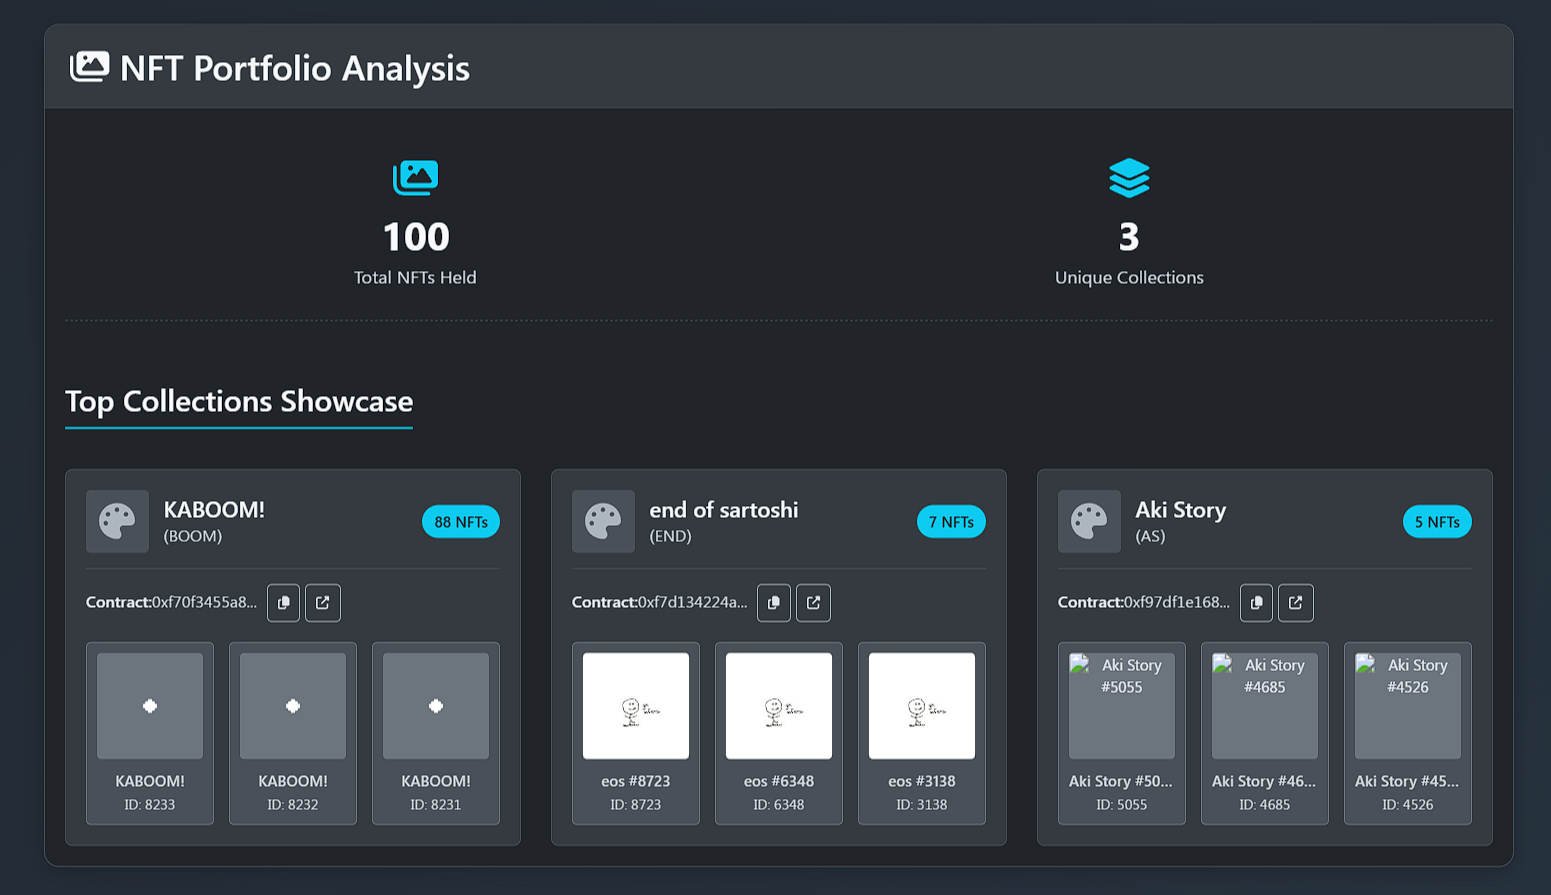 NFT Portfolio Analysis
100
Total NFTs Held
3
Unique Collections
Top Collections Showcase
KABOOM!
(BOOM)
88 NFTs
Contract:0xf70f3455a8...
KABOOM!
ID: 8233
KABOOM!
ID: 8232
KABOOM!
ID: 8231
end of sartoshi
(END)
7 NFTs
Contract:0xf7d134224a...
eos #8723
ID: 8723
eos #6348
ID: 6348
eos #3138
ID: 3138
Aki Story
(AS)
5 NFTs
Contract:0xf97df1e168...
Aki Story
#5055
Aki Story #50...
ID: 5055
Aki Story
#4685
Aki Story #46...
ID: 4685
Aki Story
#4526
Aki Story #45...
ID: 4526